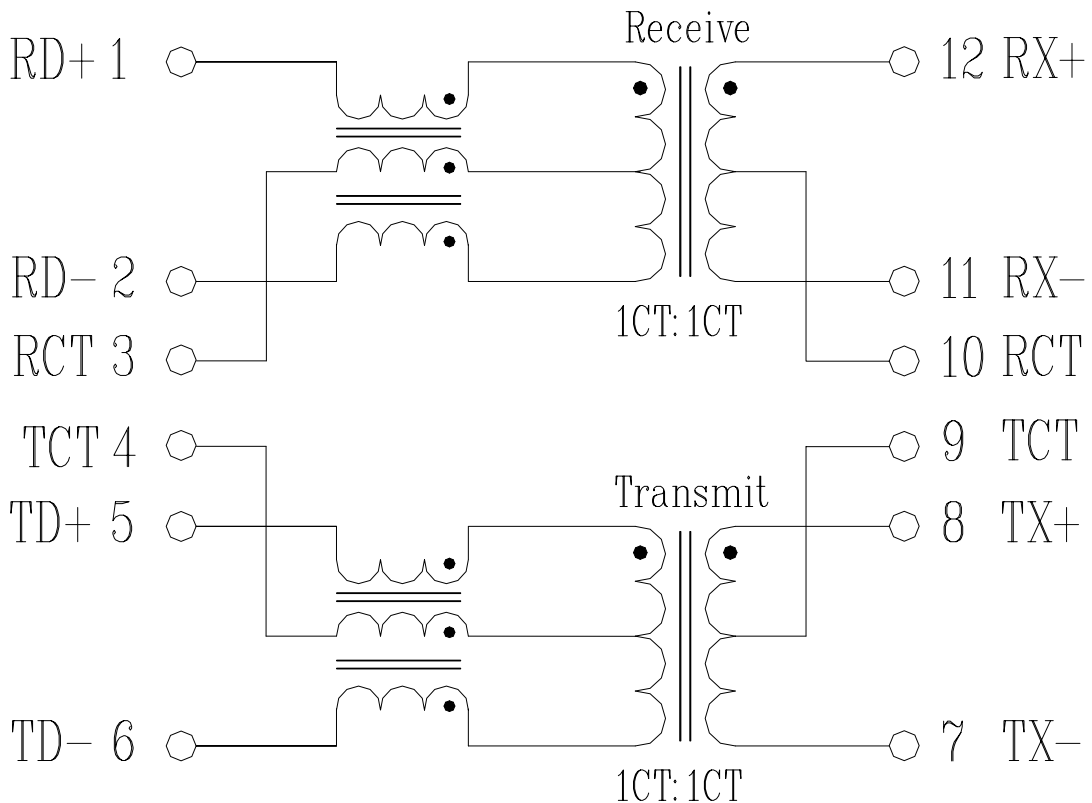 Receive
RD+ 1
12 RX+
RD- 2
11 RX-
1CT:1CT
RCT 3
10 RCT
TCT 4
9 TCT
Transmit
TD+ 5
8 TX+
TD- 6
7 TX-
1CT:1CT